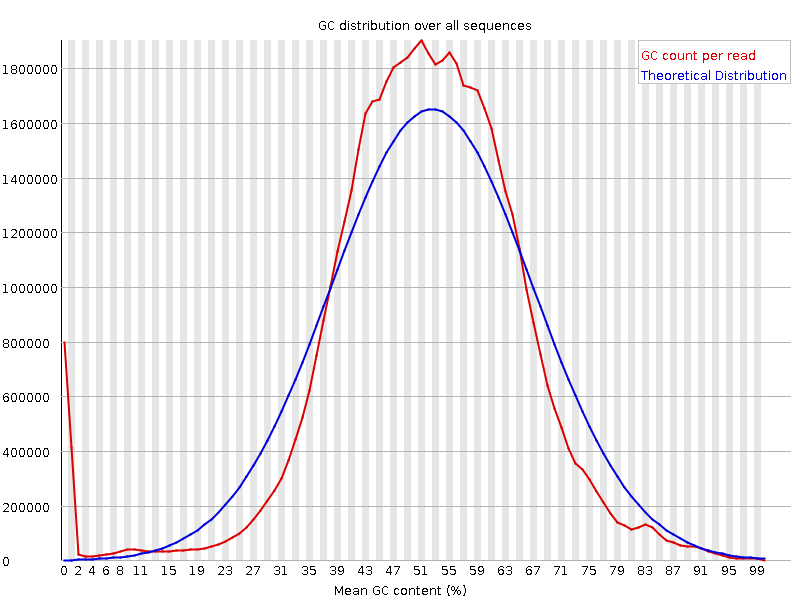 GC distribution over all sequences
GC count per read
Theoretical Distribution
1800000
1600000
1400000
1200000
1000000
800000
600000
400000
200000
0
0 2 4 6 8 11 15 19 23 27 31 35 39 43 47 51 55 59 63 67 71 75 79 83 87 91 95 99
Mean GC content (%)